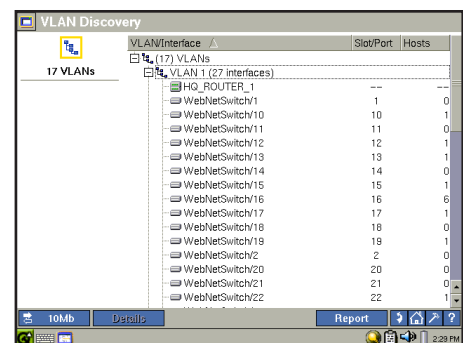 VLAN Discovery
17 VLANs
VLAN/Interface Slot/Port Hosts
(17) VLANs
VLAN 1 (27 interfaces)
HQ_ROUTER_1 -- --
WebNetSwitch/1 1 0
WebNetSwitch/10 10 1
WebNetSwitch/11 11 0
WebNetSwitch/12 12 1
WebNetSwitch/13 13 1
WebNetSwitch/14 14 0
WebNetSwitch/15 15 1
WebNetSwitch/16 16 6
WebNetSwitch/17 17 1
WebNetSwitch/18 18 0
WebNetSwitch/19 19 1
WebNetSwitch/2 2 0
WebNetSwitch/20 20 0
WebNetSwitch/21 21 0
WebNetSwitch/22 22 1
10Mb Details Report ?
2:29 PM